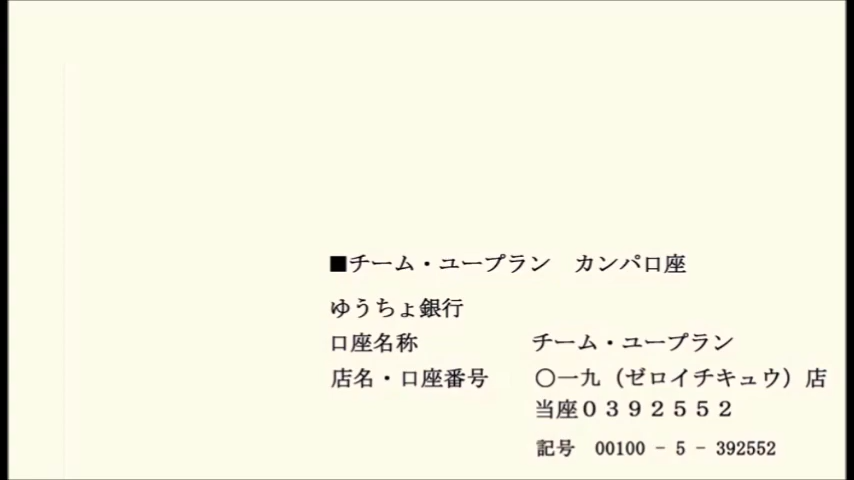 ■チーム・ユープラン　カンパ口座
ゆうちょ銀行
口座名称　チーム・ユープラン
店名・口座番号　〇一九（ゼロイチキュウ）店
当座０３９２５５２
記号　00100 － 5 － 392552